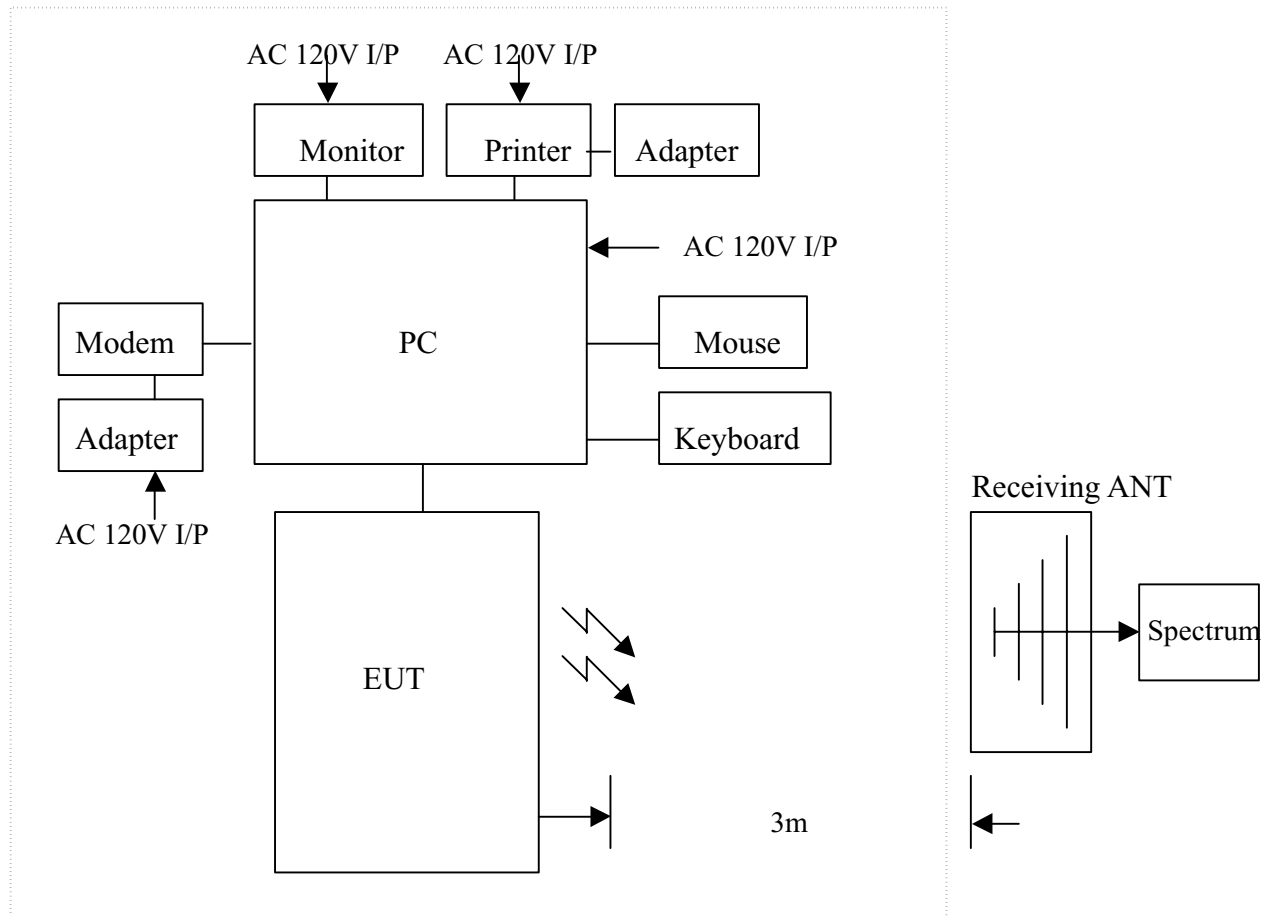 AC 120V I/P
AC 120V I/P
Monitor
Printer
Adapter
AC 120V I/P
Modem
PC
Mouse
Adapter
Keyboard
AC 120V I/P
Receiving ANT
Spectrum
EUT
3m